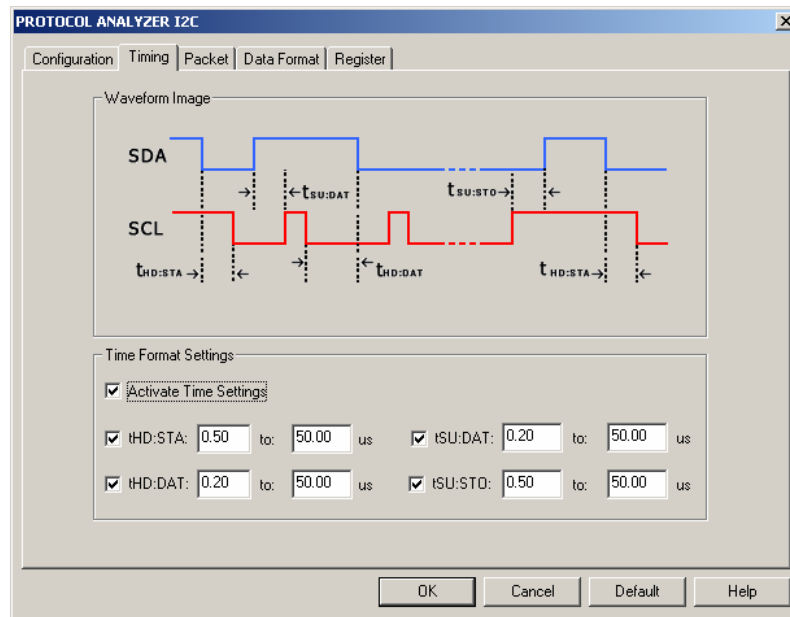 PROTOCOL ANALYZER I2C
Configuration Timing Packet Data Format Register
Waveform Image
SDA
tSU:DAT
tSU:STO
SCL
tHD:STA
tHD:DAT
tHD:STA
Time Format Settings
Activate Time Settings
tHD:STA: 0.50 to: 50.00 us tSU:DAT: 0.20 to: 50.00 us
tHD:DAT: 0.20 to: 50.00 us tSU:STO: 0.50 to: 50.00 us
OK Cancel Default Help